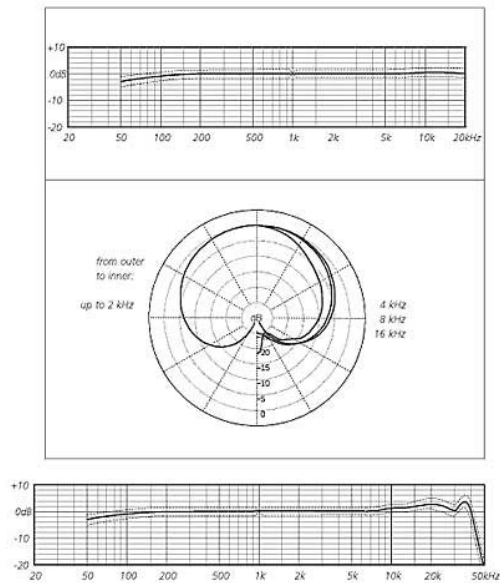 +10
0dB
-10
-20
20 50 100 200 500 1k 2k 5k 10k 20kHz
from outer
to inner:
up to 2 kHz
4 kHz
8 kHz
16 kHz
dB
-20
-15
-10
-5
0
+10
0dB
-10
-20
20 50 100 200 500 1k 2k 5k 10k 20k 50kHz